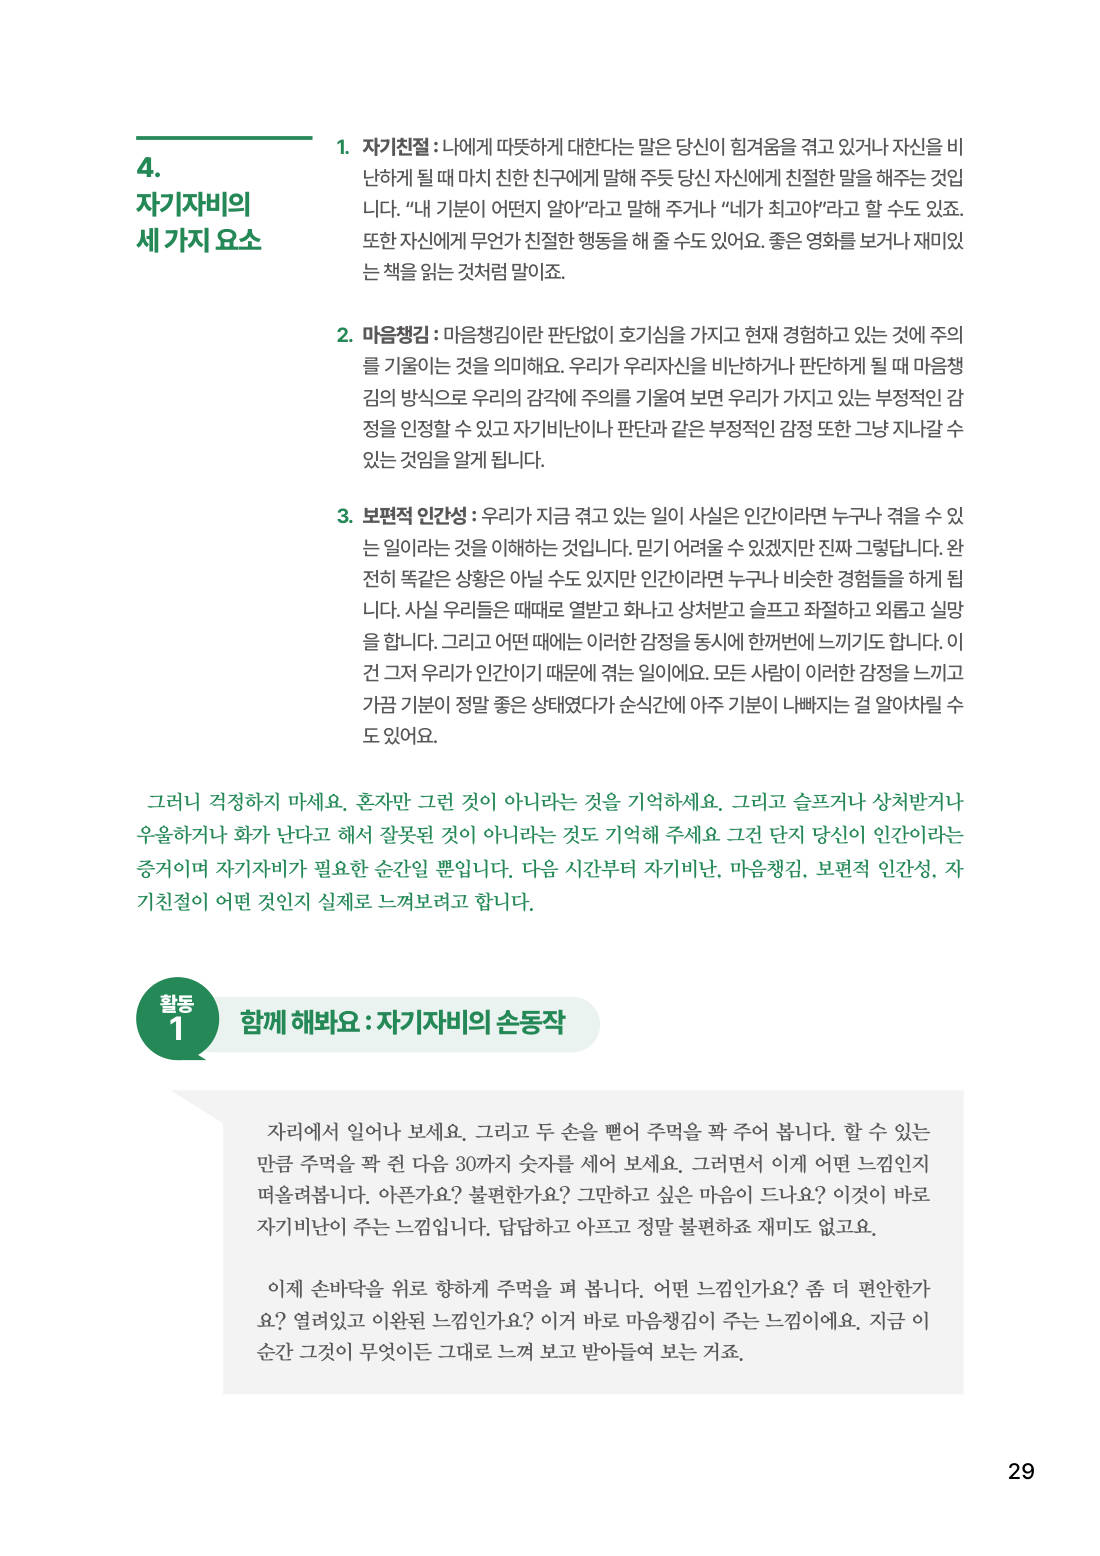 4.
자기자비의
세 가지 요소
1. 자기친절 : 나에게 따뜻하게 대한다는 말은 당신이 힘겨움을 겪고 있거나 자신을 비
난하게 될 때 마치 친한 친구에게 말해 주듯 당신 자신에게 친절한 말을 해주는 것입
니다. “내 기분이 어떤지 알아”라고 말해 주거나 “네가 최고야”라고 할 수도 있죠.
또한 자신에게 무언가 친절한 행동을 해 줄 수도 있어요. 좋은 영화를 보거나 재미있
는 책을 읽는 것처럼 말이죠.
2. 마음챙김 : 마음챙김이란 판단없이 호기심을 가지고 현재 경험하고 있는 것에 주의
를 기울이는 것을 의미해요. 우리가 우리자신을 비난하거나 판단하게 될 때 마음챙
김의 방식으로 우리의 감각에 주의를 기울여 보면 우리가 가지고 있는 부정적인 감
정을 인정할 수 있고 자기비난이나 판단과 같은 부정적인 감정 또한 그냥 지나갈 수
있는 것임을 알게 됩니다.
3. 보편적 인간성 : 우리가 지금 겪고 있는 일이 사실은 인간이라면 누구나 겪을 수 있
는 일이라는 것을 이해하는 것입니다. 믿기 어려울 수 있겠지만 진짜 그렇답니다. 완
전히 똑같은 상황은 아닐 수도 있지만 인간이라면 누구나 비슷한 경험들을 하게 됩
니다. 사실 우리들은 때때로 열받고 화나고 상처받고 슬프고 좌절하고 외롭고 실망
을 합니다. 그리고 어떤 때에는 이러한 감정을 동시에 한꺼번에 느끼기도 합니다. 이
건 그저 우리가 인간이기 때문에 겪는 일이에요. 모든 사람이 이러한 감정을 느끼고
가끔 기분이 정말 좋은 상태였다가 순식간에 아주 기분이 나빠지는 걸 알아차릴 수
도 있어요.
그러니 걱정하지 마세요. 혼자만 그런 것이 아니라는 것을 기억하세요. 그리고 슬프거나 상처받거나
우울하거나 화가 난다고 해서 잘못된 것이 아니라는 것도 기억해 주세요 그건 단지 당신이 인간이라는
증거이며 자기자비가 필요한 순간일 뿐입니다. 다음 시간부터 자기비난, 마음챙김, 보편적 인간성, 자
기친절이 어떤 것인지 실제로 느껴보려고 합니다.
활동
1
함께 해봐요 : 자기자비의 손동작
자리에서 일어나 보세요. 그리고 두 손을 뻗어 주먹을 꽉 주어 봅니다. 할 수 있는
만큼 주먹을 꽉 쥔 다음 30까지 숫자를 세어 보세요. 그러면서 이게 어떤 느낌인지
떠올려봅니다. 아픈가요? 불편한가요? 그만하고 싶은 마음이 드나요? 이것이 바로
자기비난이 주는 느낌입니다. 답답하고 아프고 정말 불편하죠 재미도 없고요.
이제 손바닥을 위로 향하게 주먹을 펴 봅니다. 어떤 느낌인가요? 좀 더 편안한가
요? 열려있고 이완된 느낌인가요? 이거 바로 마음챙김이 주는 느낌이에요. 지금 이
순간 그것이 무엇이든 그대로 느껴 보고 받아들여 보는 거죠.
29